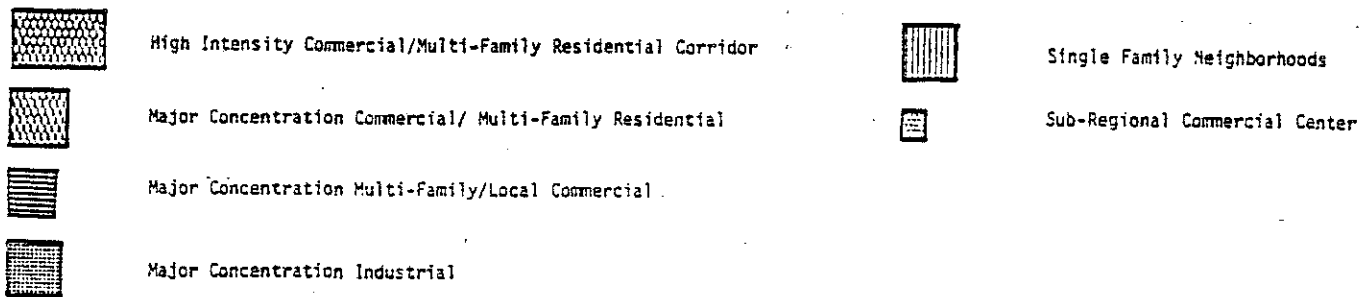 High Intensity Commercial/Multi-Family Residential Corridor
Major Concentration Commercial/ Multi-Family Residential
Major Concentration Multi-Family/Local Commercial
Major Concentration Industrial
Single Family Neighborhoods
Sub-Regional Commercial Center